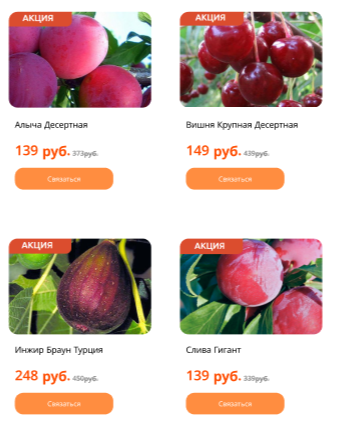 АКЦИЯ
АКЦИЯ
Алыча Десертная
Вишня Крупная Десертная
139 руб. 373руб.
149 руб. 439руб.
Связаться
Связаться
АКЦИЯ
АКЦИЯ
Инжир Браун Турция
Слива Гигант
248 руб. 450руб.
139 руб. 339руб.
Связаться
Связаться